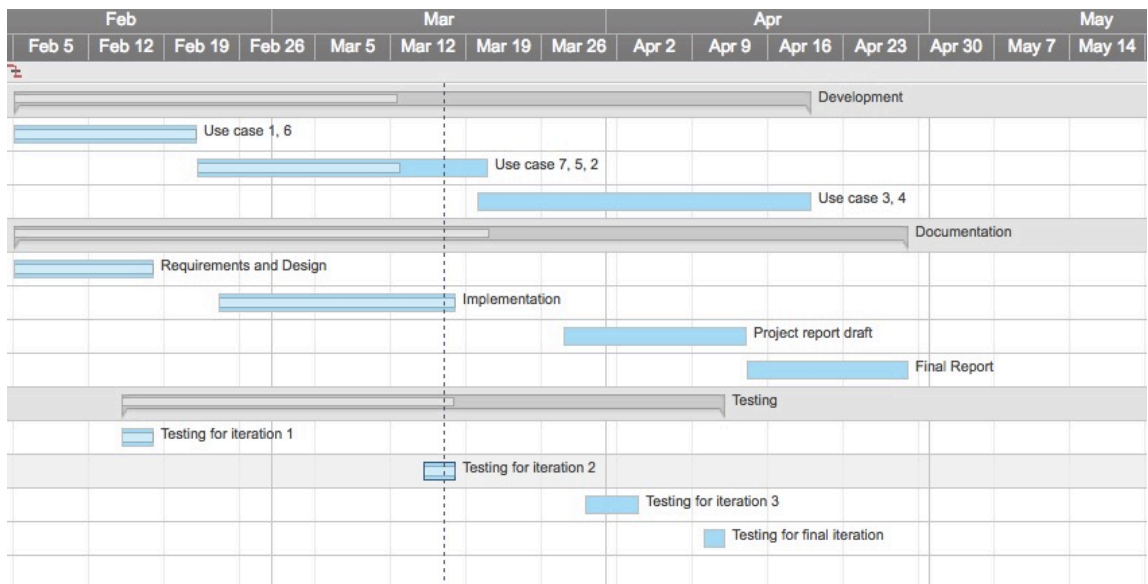 Feb Mar Apr May
Feb 5 Feb 12 Feb 19 Feb 26 Mar 5 Mar 12 Mar 19 Mar 26 Apr 2 Apr 9 Apr 16 Apr 23 Apr 30 May 7 May 14
Development
Use case 1, 6
Use case 7, 5, 2
Use case 3, 4
Documentation
Requirements and Design
Implementation
Project report draft
Final Report
Testing
Testing for iteration 1
Testing for iteration 2
Testing for iteration 3
Testing for final iteration